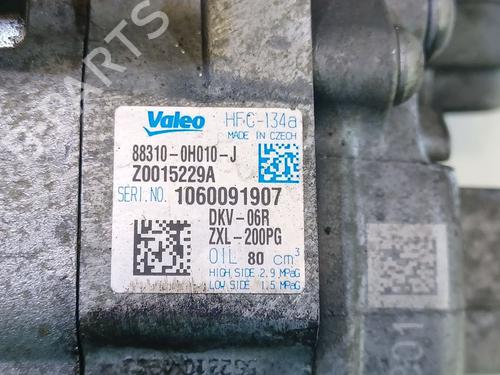 Valeo HFC-134a
MADE IN CZECH
88310-0H010-J
Z0015229A
SERI.NO. 1060091907
DKV-06R
ZXL-200PG
OIL 80 cm³
HIGH SIDE 2.9 MPaG
LOW SIDE 1.5 MPaG
B-PARTS